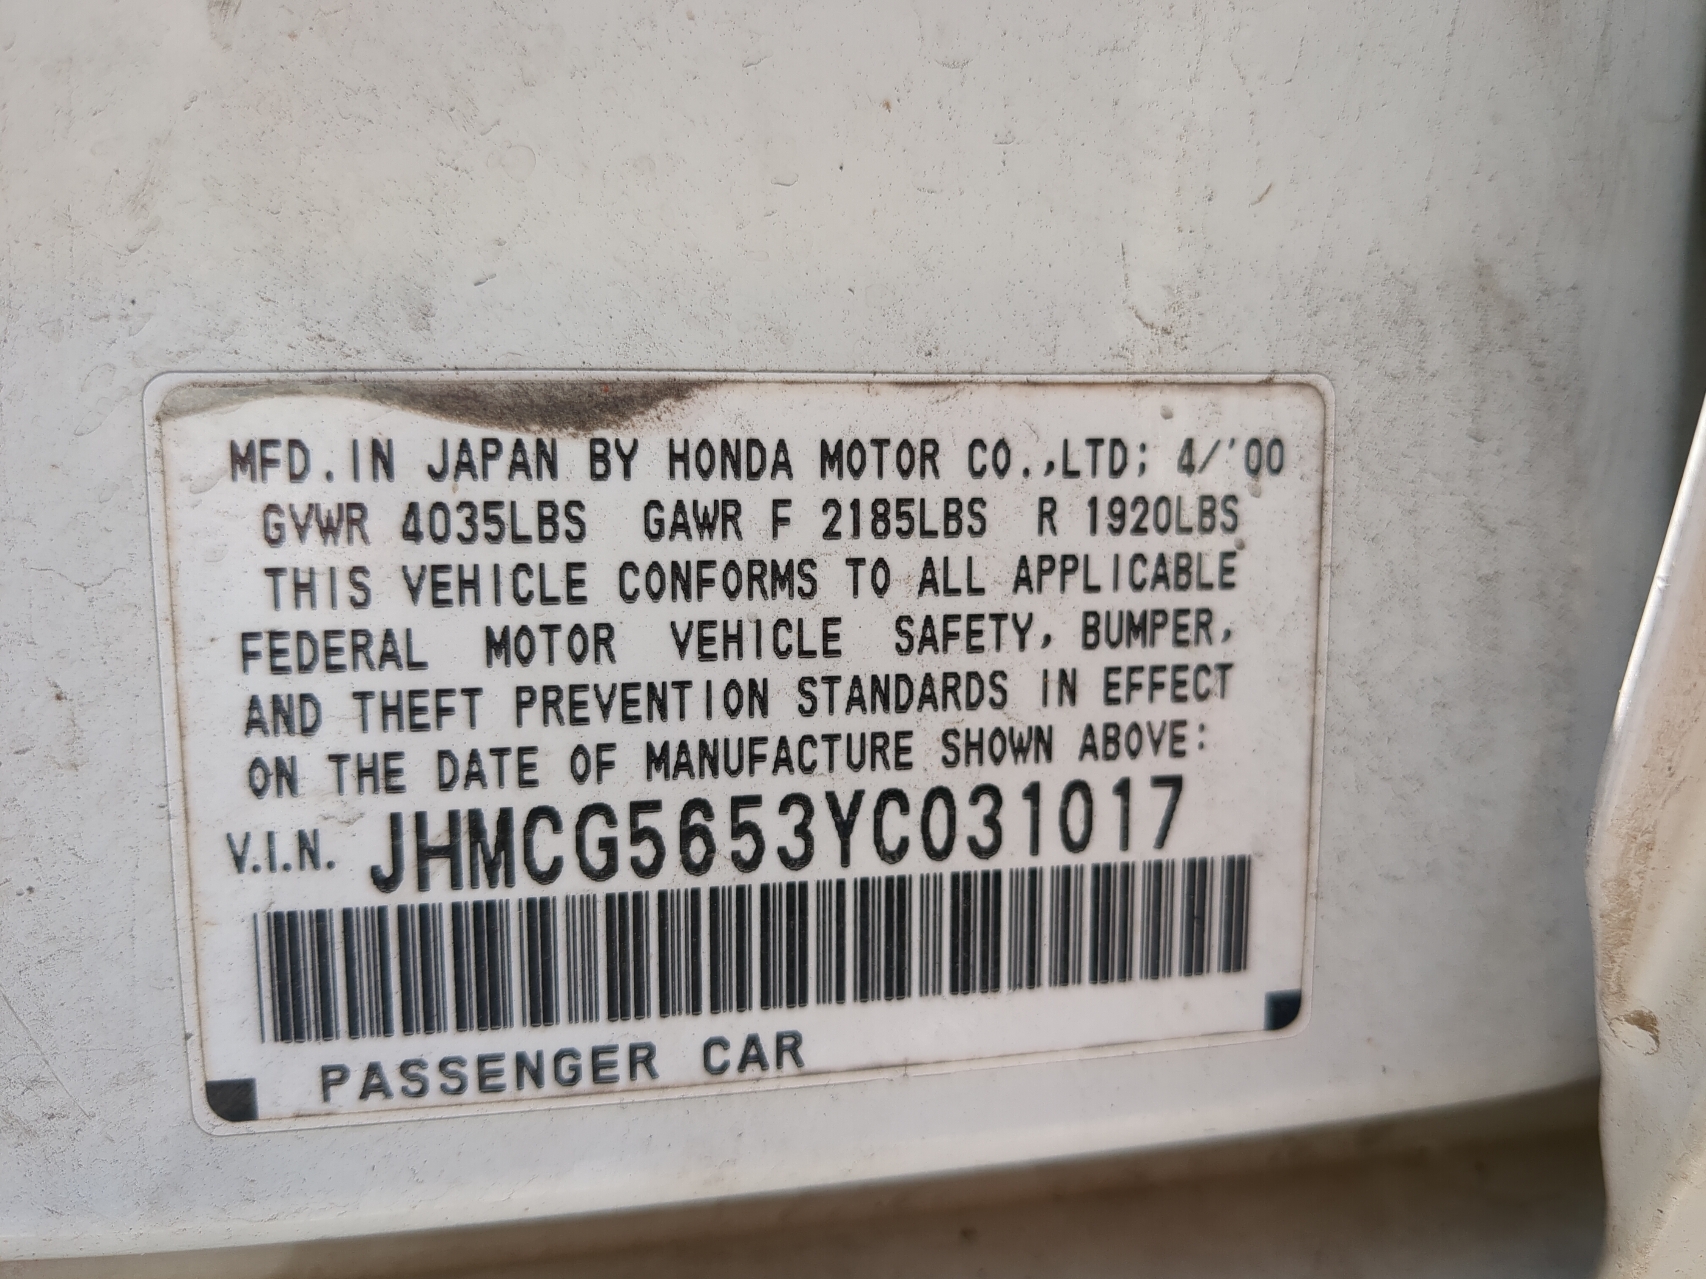 MFD.IN JAPAN BY HONDA MOTOR CO.,LTD; 4/'00
GVWR 4035LBS GAWR F 2185LBS R 1920LBS
THIS VEHICLE CONFORMS TO ALL APPLICABLE
FEDERAL MOTOR VEHICLE SAFETY, BUMPER,
AND THEFT PREVENTION STANDARDS IN EFFECT
ON THE DATE OF MANUFACTURE SHOWN ABOVE:
V.I.N. JHMCG5653YC031017
PASSENGER CAR